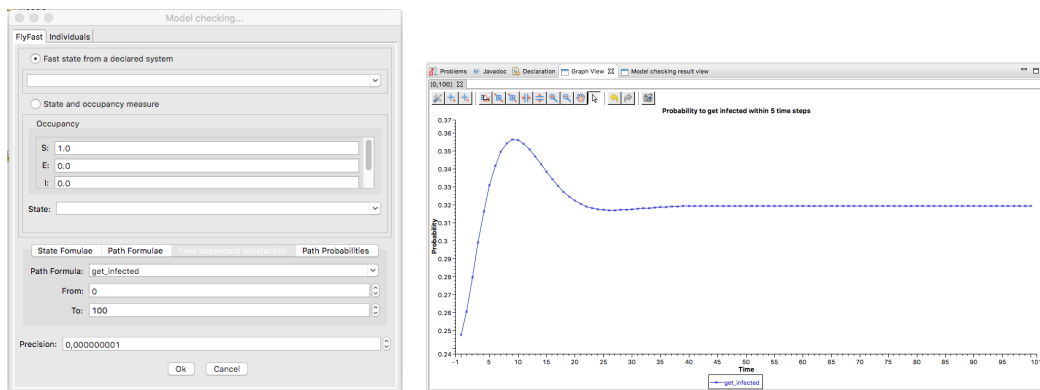 Model checking...
FlyFast Individuals
Fast state from a declared system
State and occupancy measure
Occupancy
S: 1.0
E: 0.0
I: 0.0
State:
State Fomulae Path Formulae Time dependent satisfaction Path Probabilities
Path Formula: get_infected
From: 0
To: 100
Precision: 0,000000001
Ok Cancel
Problems Javadoc Declaration Graph View Model checking result view
[0,100]
Probability to get infected within 5 time steps
0.37
0.36
0.35
0.34
0.33
0.32
0.31
0.30
0.29
0.28
0.27
0.26
0.25
0.24
Probability
-1 5 10 15 20 25 30 35 40 45 50 55 60 65 70 75 80 85 90 95 10
Time
get_infected